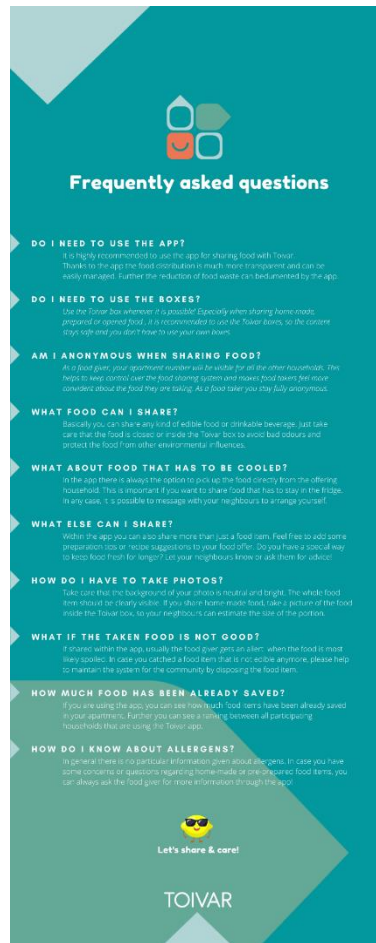 Frequently asked questions
DO I NEED TO USE THE APP?
It is highly recommended to use the app for sharing food with Toivar.
Thanks to the app the food distribution is much more transparent and can be
easily managed. Further the reduction of food waste can bedumented by the app.
DO I NEED TO USE THE BOXES?
Use the Toivar box whenever it is possible! Especially when sharing home made,
prepared or opened food , it is recommended to use the Toivar boxes, so the content
stays safe and you don't have to use your own boxes.
AM I ANONYMOUS WHEN SHARING FOOD?
As a food giver, your apartment number will be visible for all the other households. This
helps to keep control over the food sharing system and makes food takers feel more
convident about the food they are taking. As a food taker you stay fully anonymous.
WHAT FOOD CAN I SHARE?
Basically you can share any kind of edible food or drinkable beverage. Just take
care that the food is closed or inside the Toivar box to avoid bad odours and
protect the food from other environmental influences.
WHAT ABOUT FOOD THAT HAS TO BE COOLED?
In the app there is always the option to pick up the food directly from the offering
household. This is important if you want to share food that has to stay in the fridge.
In any case, it is possible to message with your neighbours to arrange yourself.
WHAT ELSE CAN I SHARE?
Within the app you can also share more than just a food item. Feel free to add some
preparation tips or recipe suggestions to your food offer. Do you have a special way
to keep food fresh for longer? Let your neighbours know or ask them for advice!
HOW DO I HAVE TO TAKE PHOTOS?
Take care that the background of your photo is neutral and bright. The whole food
item should be clearly visible. If you share home made food, take a picture of the food
inside the Toivar box, so your neighbours can estimate the size of the portion.
WHAT IF THE TAKEN FOOD IS NOT GOOD?
If shared within the app, usually the food giver gets an allert when the food is most
likely spoiled. In case you catched a food item that is not edible anymore, please help
to maintain the system for the community by disposing the food item.
HOW MUCH FOOD HAS BEEN ALREADY SAVED?
If you are using the app, you can see how much food items have been already saved
in your apartment. Further you can see a ranking between all participating
households that are using the Toivar app.
HOW DO I KNOW ABOUT ALLERGENS?
In general there is no particular information given about allergens. In case you have
some concerns or questions regarding home-made or pre-prepared food items, you
can always ask the food giver for more information through the app!
Let's share & care!
TOIVAR